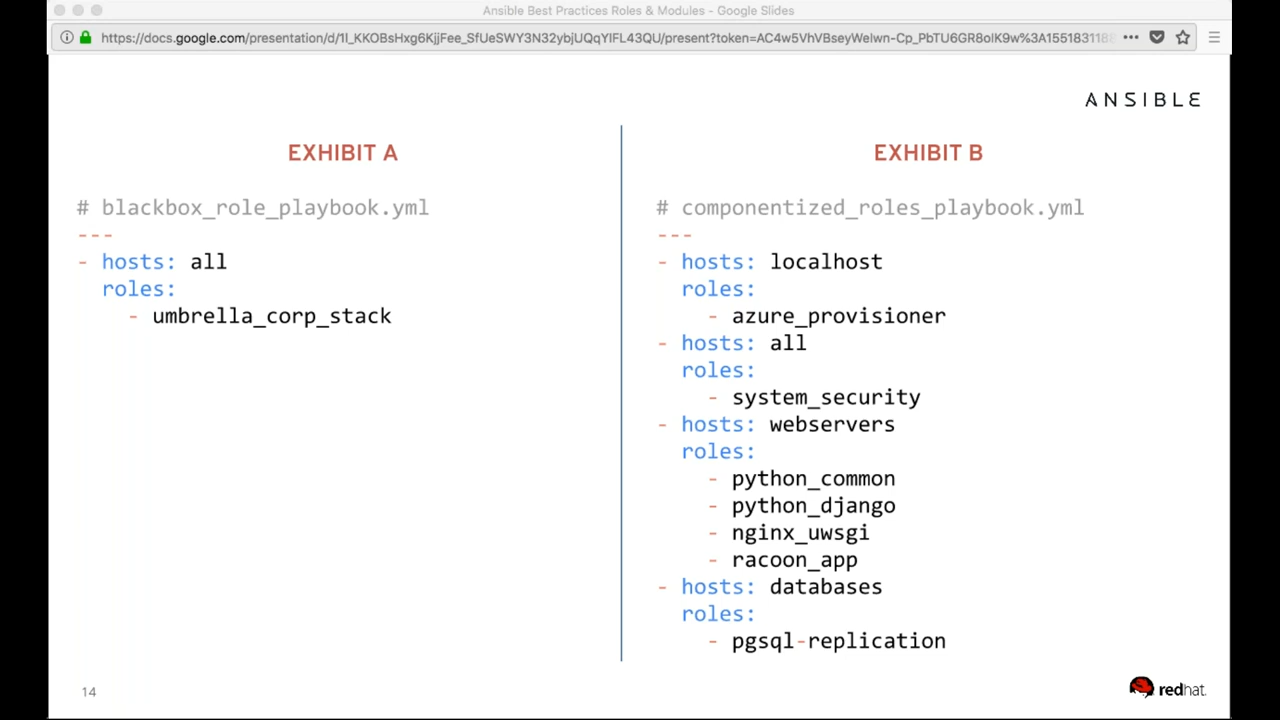 Ansible Best Practices Roles & Modules - Google Slides
ANSIBLE
EXHIBIT A
# blackbox_role_playbook.yml
---
- hosts: all
roles:
- umbrella_corp_stack
EXHIBIT B
# componentized_roles_playbook.yml
---
- hosts: localhost
roles:
- azure_provisioner
- hosts: all
roles:
- system_security
- hosts: webservers
roles:
- python_common
- python_django
- nginx_uwsgi
- racoon_app
- hosts: databases
roles:
- pgsql-replication
14
redhat.